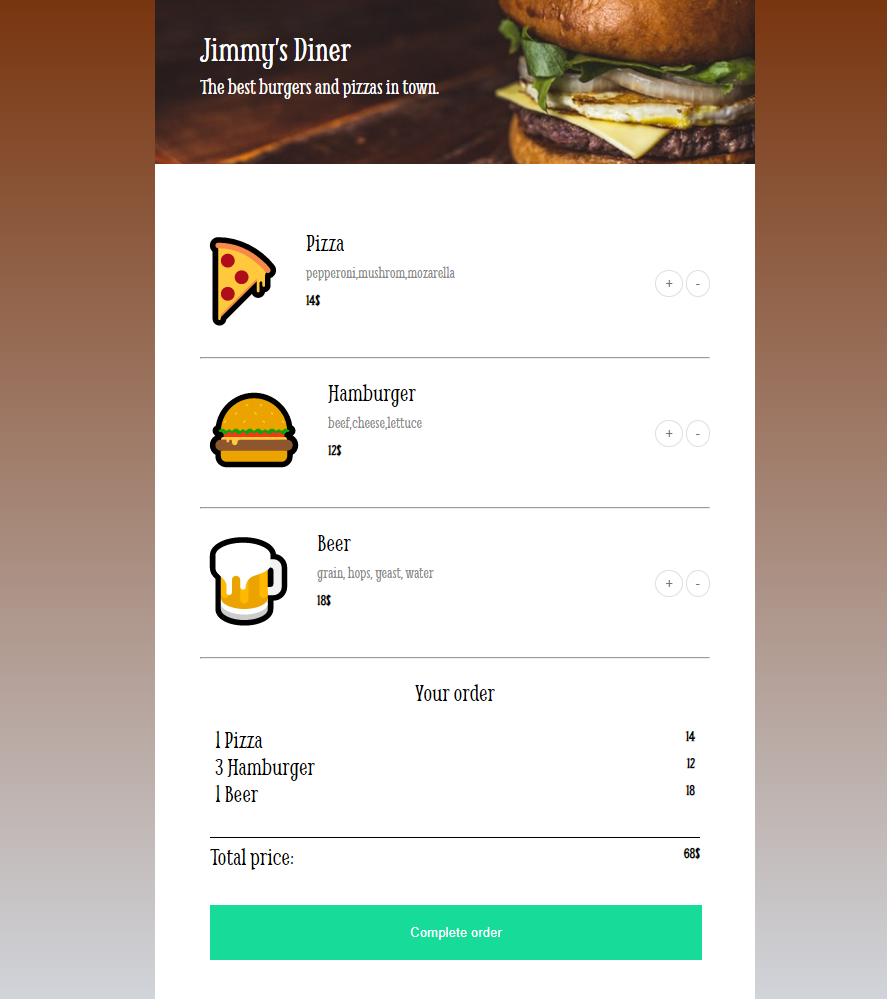 Jimmy's Diner
The best burgers and pizzas in town.
Pizza
pepperoni,mushrom,mozarella
14$
+ -
Hamburger
beef,cheese,lettuce
12$
+ -
Beer
grain, hops, yeast, water
18$
+ -
Your order
1 Pizza 14
3 Hamburger 12
1 Beer 18
Total price: 68$
Complete order